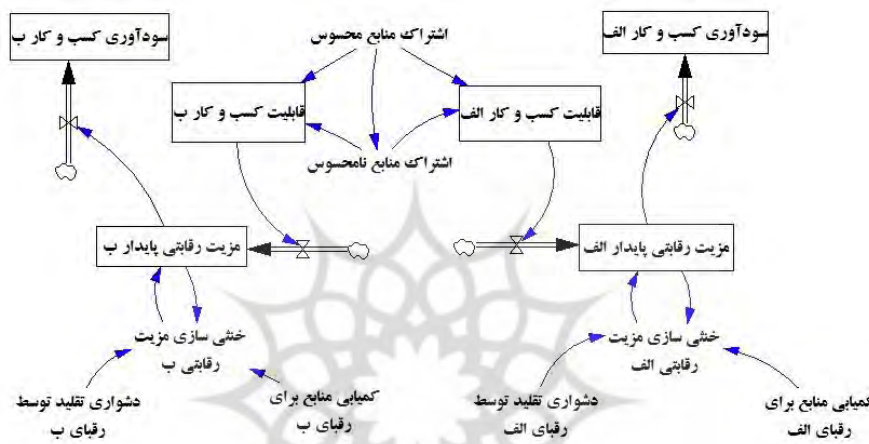 سودآوری کسب و کار الف
اشتراک منابع محسوس
سودآوری کسب و کار ب
قابلیت کسب و کار الف
قابلیت کسب و کار ب
اشتراک منابع نامحسوس
مزیت رقابتی پایدار الف
مزیت رقابتی پایدار ب
خنثی سازی مزیت
رقابتی الف
خنثی سازی مزیت
رقابتی ب
کمیابی منابع برای
رقبای الف
دشواری تقلید توسط
رقبای الف
کمیابی منابع برای
رقبای ب
دشواری تقلید توسط
رقبای ب